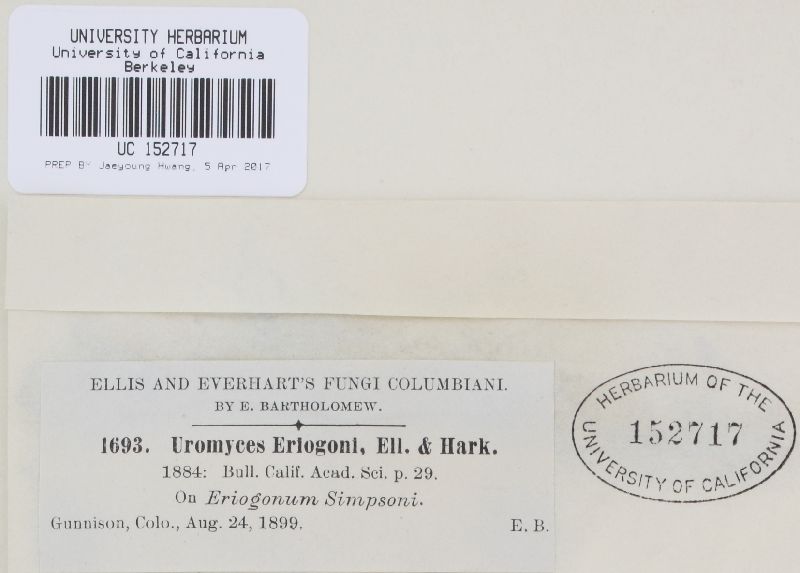 UNIVERSITY HERBARIUM
University of California
Berkeley
UC 152717
PREP BY Jaeyoung Hwang, 5 Apr 2017
ELLIS AND EVERHART'S FUNGI COLUMBIANI.
BY E. BARTHOLOMEW.
1693. Uromyces Eriogoni, Ell. & Hark.
1884: Bull. Calif. Acad. Sci. p. 29.
On Eriogonum Simpsoni.
Gunnison, Colo., Aug. 24, 1899. E. B.
HERBARIUM OF THE
152717
UNIVERSITY OF CALIFORNIA